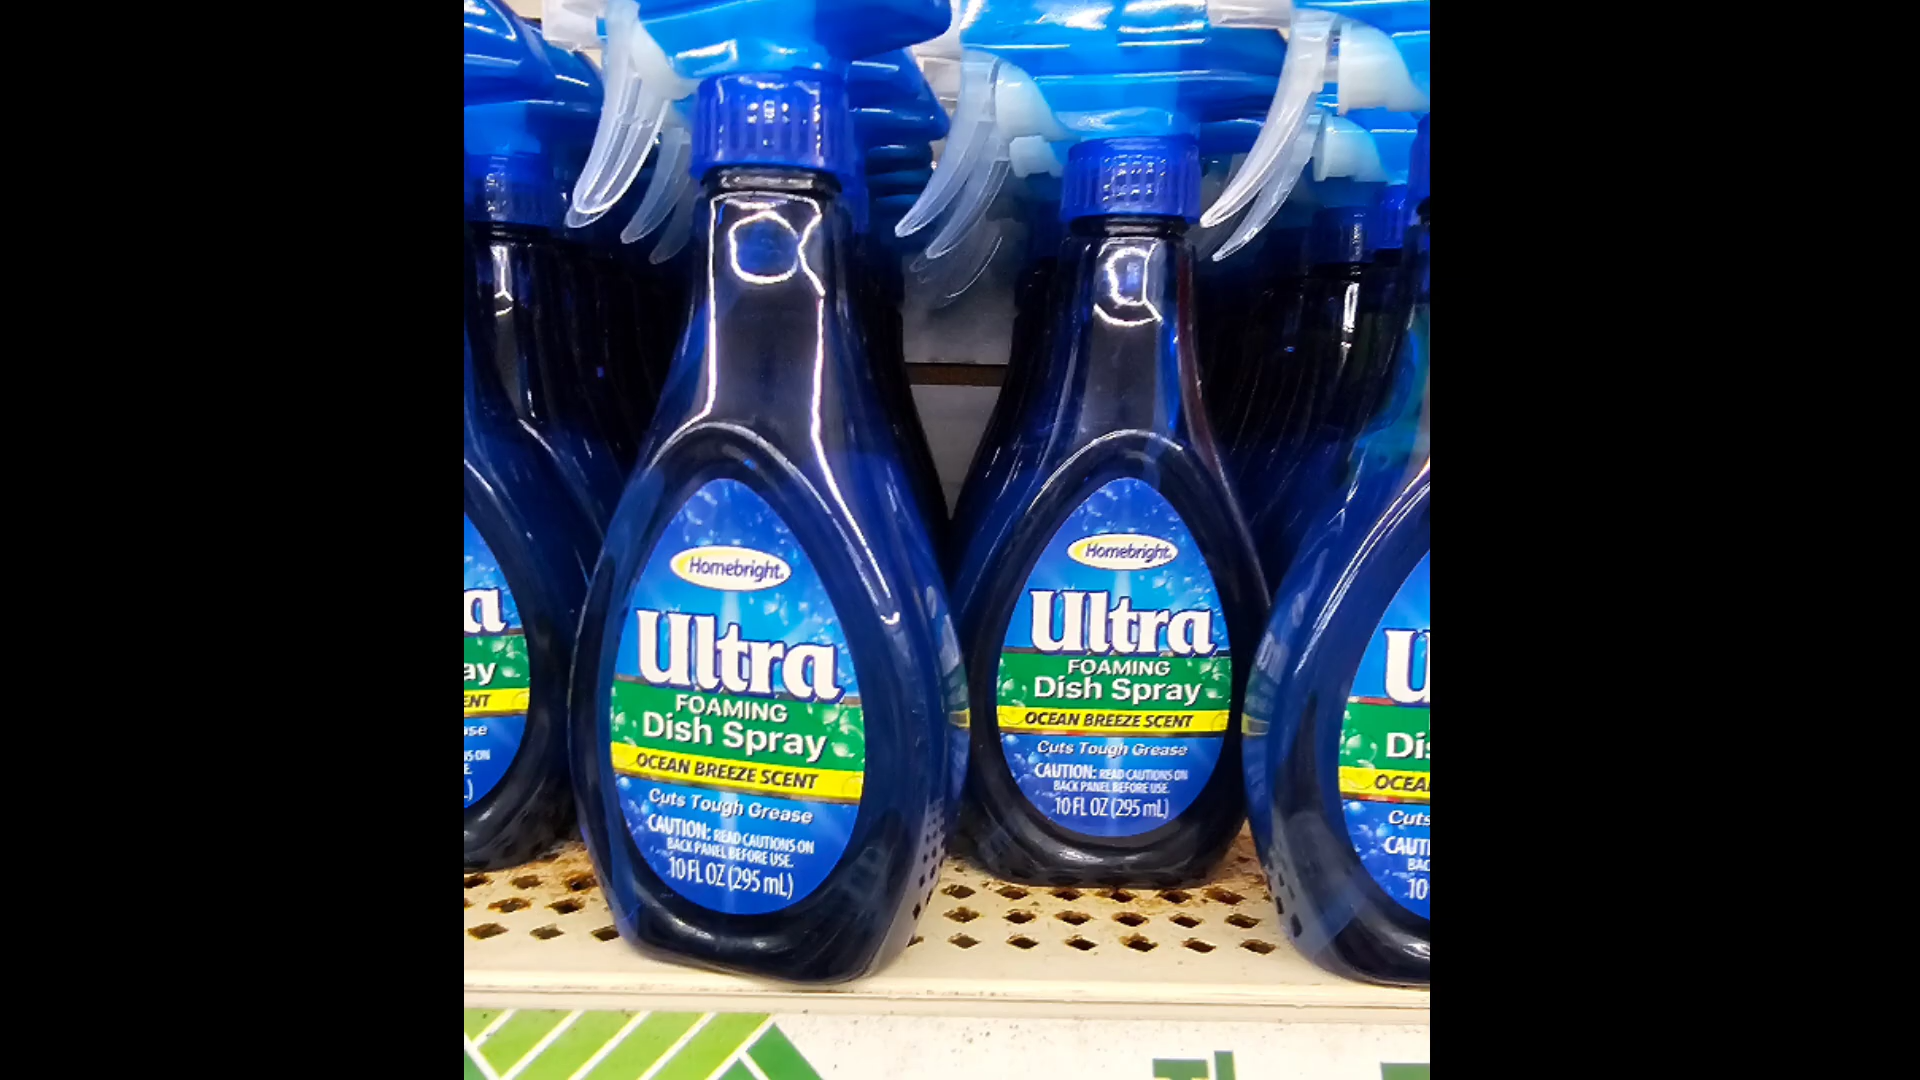 Homebright.
Ultra
FOAMING
Dish Spray
OCEAN BREEZE SCENT
Cuts Tough Grease
CAUTION: READ CAUTIONS ON
BACK PANEL BEFORE USE.
10 FL OZ (295 mL)
Homebright.
Ultra
FOAMING
Dish Spray
OCEAN BREEZE SCENT
Cuts Tough Grease
CAUTION: READ CAUTIONS ON
BACK PANEL BEFORE USE.
10 FL OZ (295 mL)